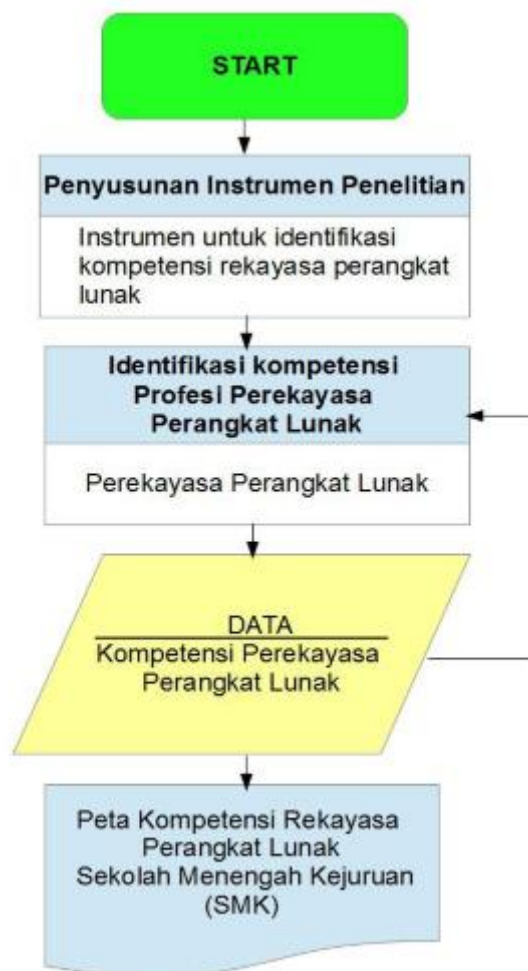 START
Penyusunan Instrumen Penelitian
Instrumen untuk identifikasi
kompetensi rekayasa perangkat
lunak
Identifikasi kompetensi
Profesi Perekayasa
Perangkat Lunak
Perekayasa Perangkat Lunak
DATA
Kompetensi Perekayasa
Perangkat Lunak
Peta Kompetensi Rekayasa
Perangkat Lunak
Sekolah Menengah Kejuruan
(SMK)